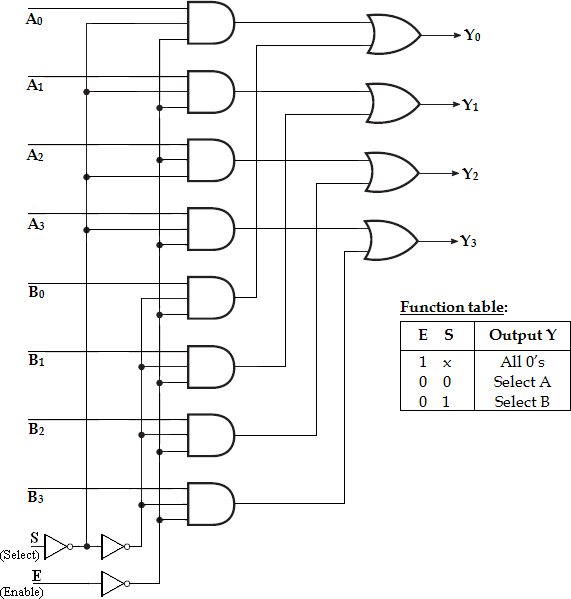 A0
Y0
A1
Y1
A2
Y2
A3
Y3
B0
B1
B2
B3
S
(Select)
E
(Enable)
Function table:
E S Output Y
1 x All 0's
0 0 Select A
0 1 Select B